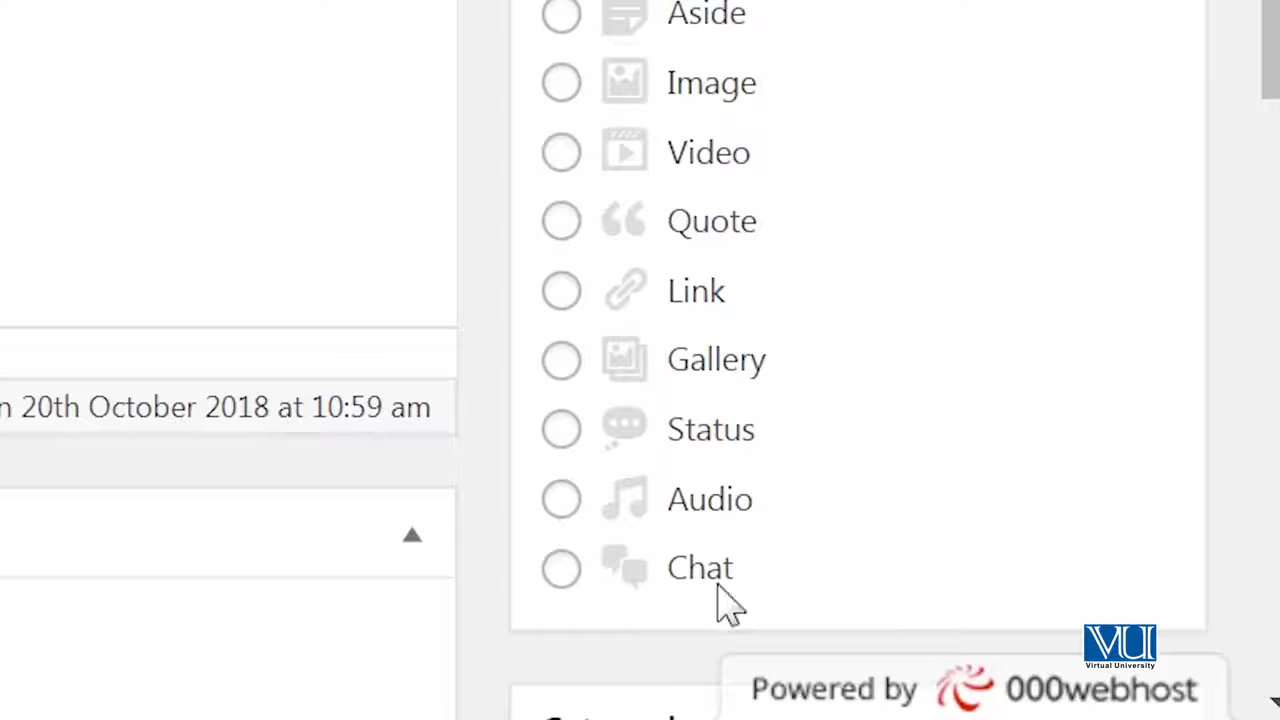 Aside
Image
Video
Quote
Link
Gallery
n 20th October 2018 at 10:59 am
Status
Audio
Chat
VU
Virtual University
Powered by 000webhost